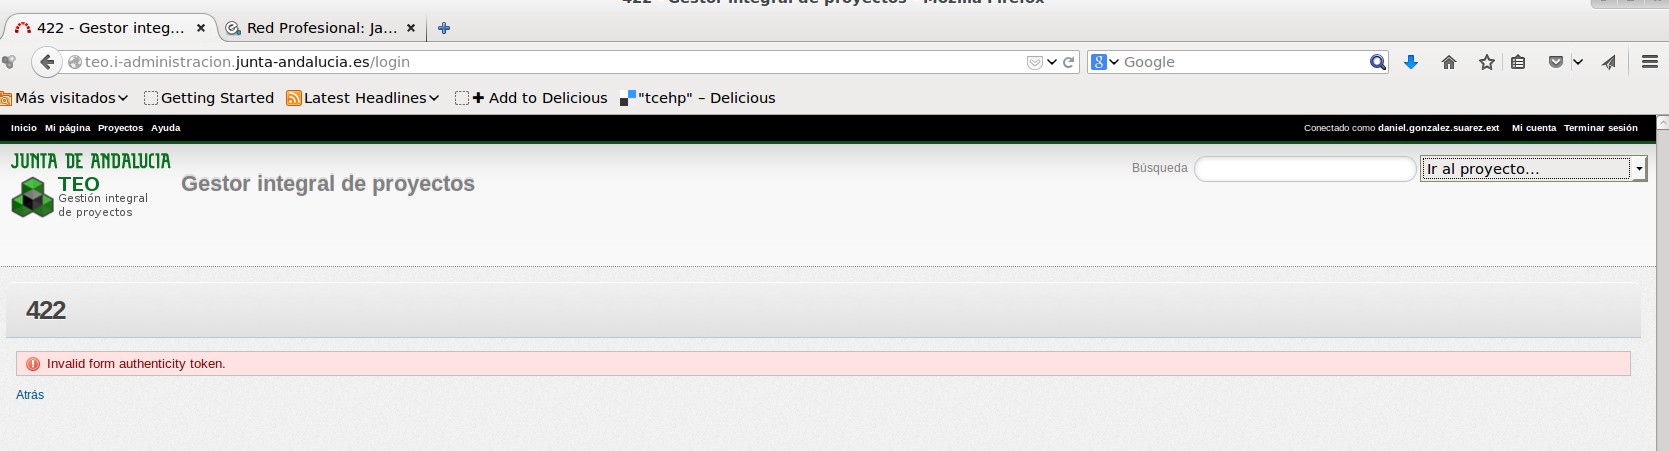 422 - Gestor integral de proyectos - Mozilla Firefox
422 - Gestor integ... Red Profesional: Ja...
teo.i-administracion.junta-andalucia.es/login Google
Más visitados Getting Started Latest Headlines Add to Delicious "tcehp" – Delicious
Inicio Mi página Proyectos Ayuda Conectado como daniel.gonzalez.suarez.ext Mi cuenta Terminar sesión
JUNTA DE ANDALUCIA
Búsqueda Ir al proyecto...
TEO
Gestor integral de proyectos
Gestión integral
de proyectos
422
Invalid form authenticity token.
Atrás